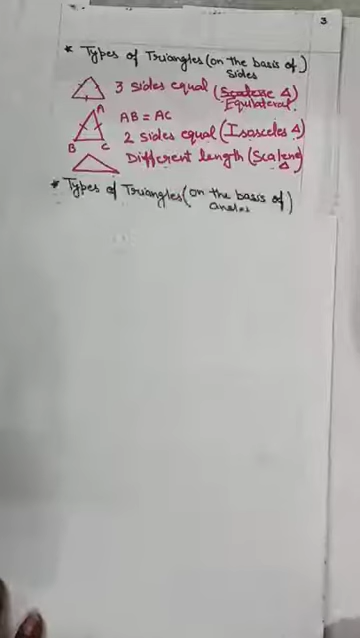 3
* Types of Triangles (on the basis of)
sides
3 sides equal (Scalene Δ)
Equilateral
A
AB = AC
B C
2 sides equal (Isosceles Δ)
Different length (Scalene
Δ
* Types of Triangles (on the basis of)
angles